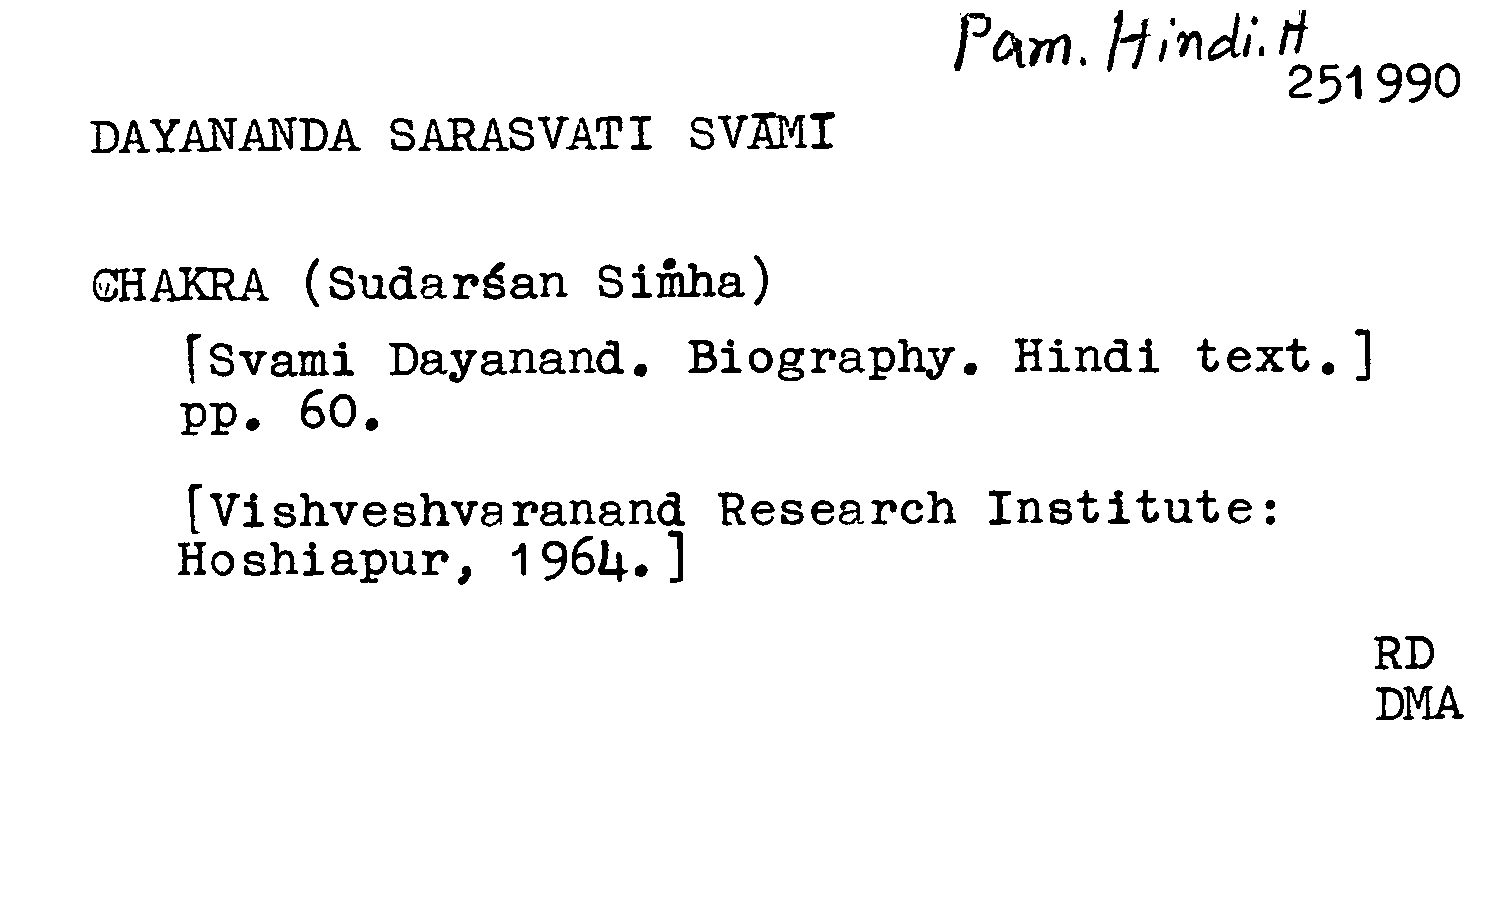 Pam. Hindi. H
251990
DAYANANDA SARASVATI SVĀMI
CHAKRA (Sudarśan Siṁha)
[Svami Dayanand. Biography. Hindi text.]
pp. 60.
[Vishveshvaranand Research Institute:
Hoshiapur, 1964.]
RD
DMA